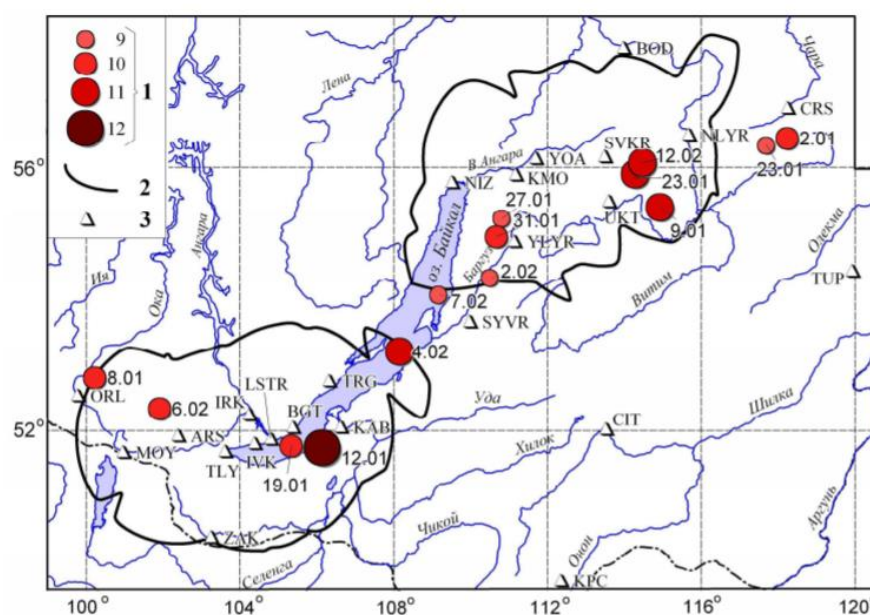 9
10
11
12
1
2
3
BOD
Чара
Лена
CRS
2.01
NLYR
SVKR
12.02
23.01
56°
В Ангара
YOA
23.01
NIZ
KMO
27.01
UKT
9.01
31.01
YLYR
оз. Байкал
Ангара
Олекма
Ия
Ока
2.02
Витим
TUP
7.02
SYVR
4.02
8.01
ORL
LSTR
TRG
6.02
IRK
BGT
Уда
Шилка
52°
ARS
KAB
CIT
MOY
TLY
IVK
12.01
Хилок
19.01
Чикой
Аргунь
ZAK
Онон
Селенга
KPC
100°
104°
108°
112°
116°
120°